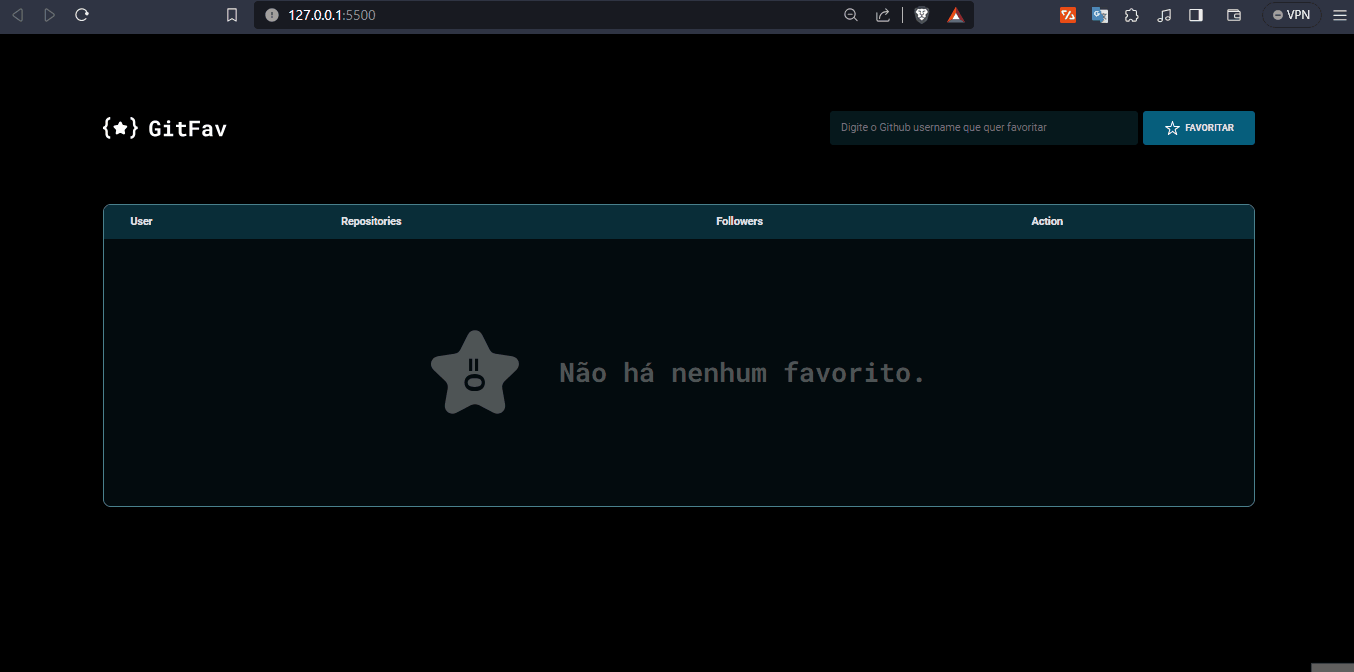 127.0.0.1:5500
VPN
GitFav
Digite o Github username que quer favoritar
FAVORITAR
User Repositories Followers Action
Não há nenhum favorito.